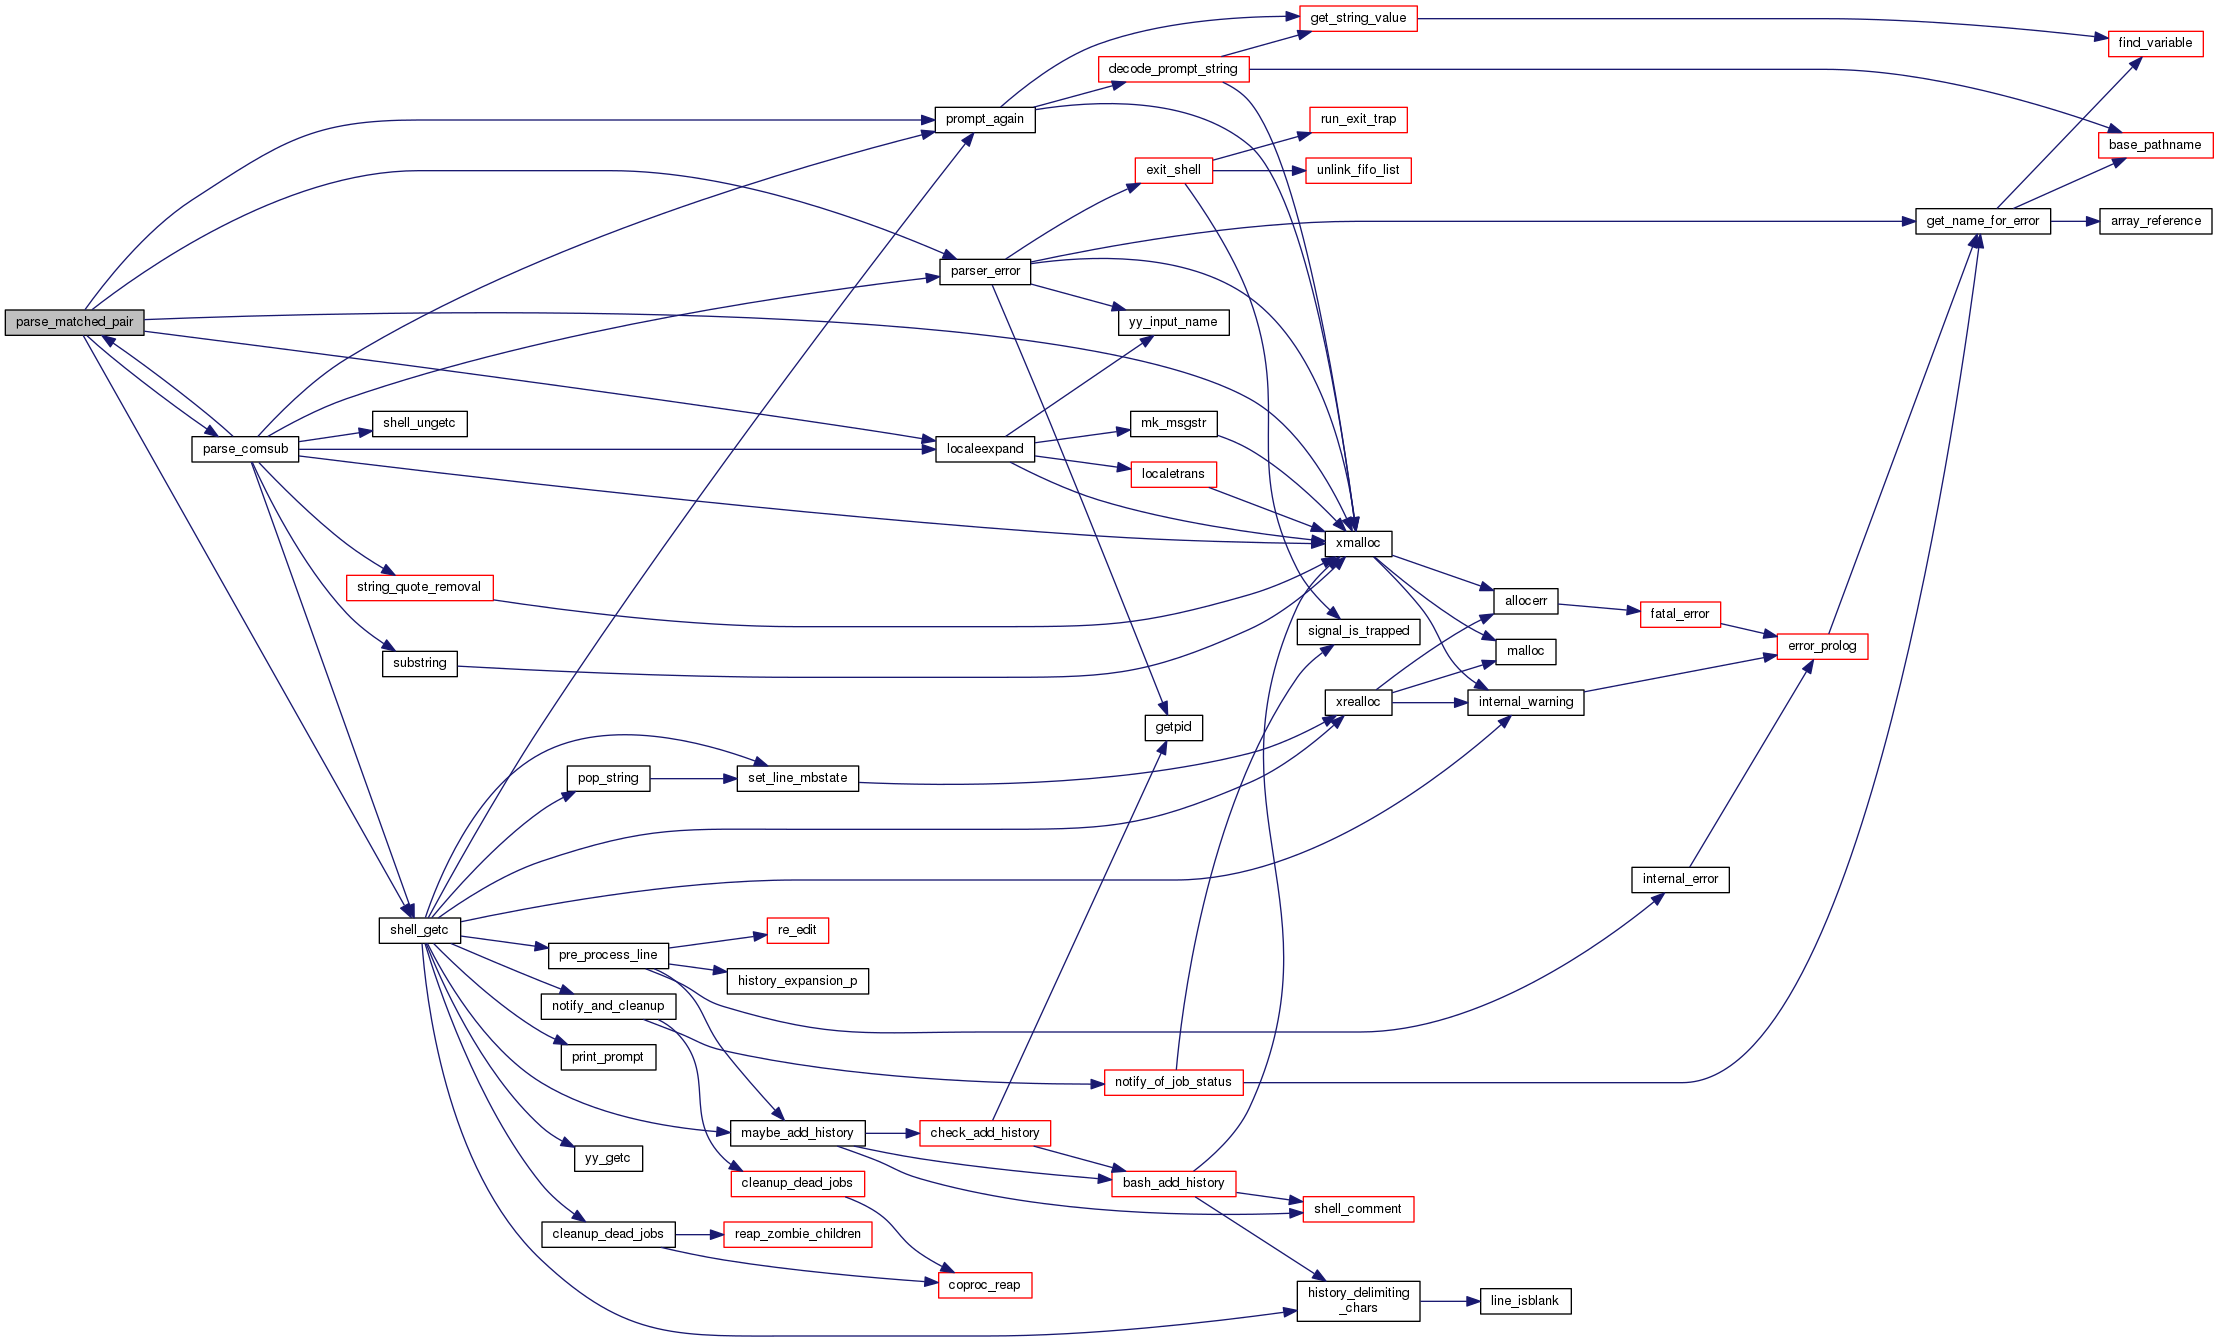 get_string_value
find_variable
decode_prompt_string
prompt_again
run_exit_trap
base_pathname
exit_shell
unlink_fifo_list
get_name_for_error
array_reference
parser_error
parse_matched_pair
yy_input_name
shell_ungetc
mk_msgstr
parse_comsub
localeexpand
localetrans
xmalloc
string_quote_removal
allocerr
fatal_error
signal_is_trapped
error_prolog
substring
malloc
xrealloc
internal_warning
getpid
pop_string
set_line_mbstate
internal_error
shell_getc
re_edit
pre_process_line
history_expansion_p
notify_and_cleanup
print_prompt
notify_of_job_status
maybe_add_history
check_add_history
yy_getc
cleanup_dead_jobs
bash_add_history
shell_comment
cleanup_dead_jobs
reap_zombie_children
coproc_reap
history_delimiting
_chars
line_isblank